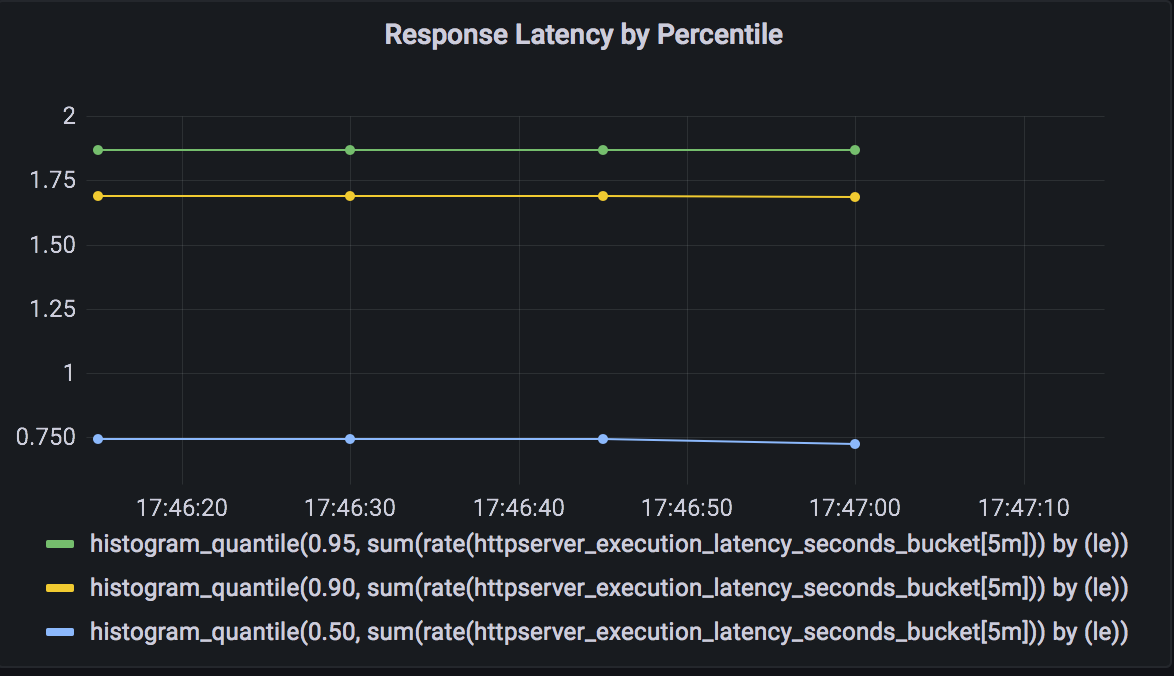 Response Latency by Percentile
2
1.75
1.50
1.25
1
0.750
17:46:20 17:46:30 17:46:40 17:46:50 17:47:00 17:47:10
histogram_quantile(0.95, sum(rate(httpserver_execution_latency_seconds_bucket[5m])) by (le))
histogram_quantile(0.90, sum(rate(httpserver_execution_latency_seconds_bucket[5m])) by (le))
histogram_quantile(0.50, sum(rate(httpserver_execution_latency_seconds_bucket[5m])) by (le))